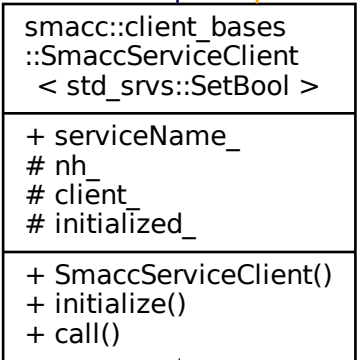 smacc::client_bases
::SmaccServiceClient
< std_srvs::SetBool >
+ serviceName_
# nh_
# client_
# initialized_
+ SmaccServiceClient()
+ initialize()
+ call()